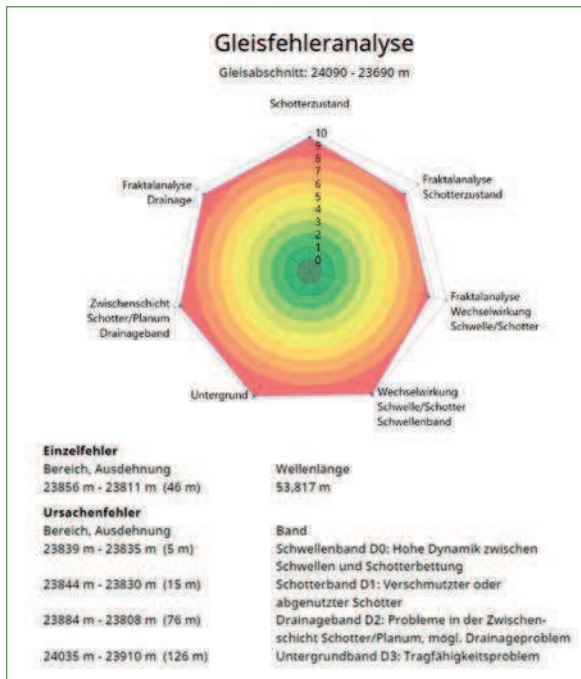 Gleisfehleranalyse
Gleisabschnitt: 24090 - 23690 m
Schotterzustand
10
9
8
7
6
5
4
3
2
1
0
Fraktalanalyse
Schotterzustand
Fraktalanalyse
Wechselwirkung
Schwelle/Schotter
Wechselwirkung
Schwelle/Schotter
Schwellenband
Untergrund
Zwischenschicht
Schotter/Planum
Drainageband
Fraktalanalyse
Drainage
Einzelfehler
Bereich, Ausdehnung Wellenlänge
23856 m - 23811 m (46 m) 53,817 m
Ursachenfehler
Bereich, Ausdehnung Band
23839 m - 23835 m (5 m) Schwellenband D0: Hohe Dynamik zwischen
Schwellen und Schotterbettung
23844 m - 23830 m (15 m) Schotterband D1: Verschmutzter oder
abgenutzter Schotter
23884 m - 23808 m (76 m) Drainageband D2: Probleme in der Zwischen-
schicht Schotter/Planum, mögl. Drainageproblem
24035 m - 23910 m (126 m) Untergrundband D3: Tragfähigkeitsproblem